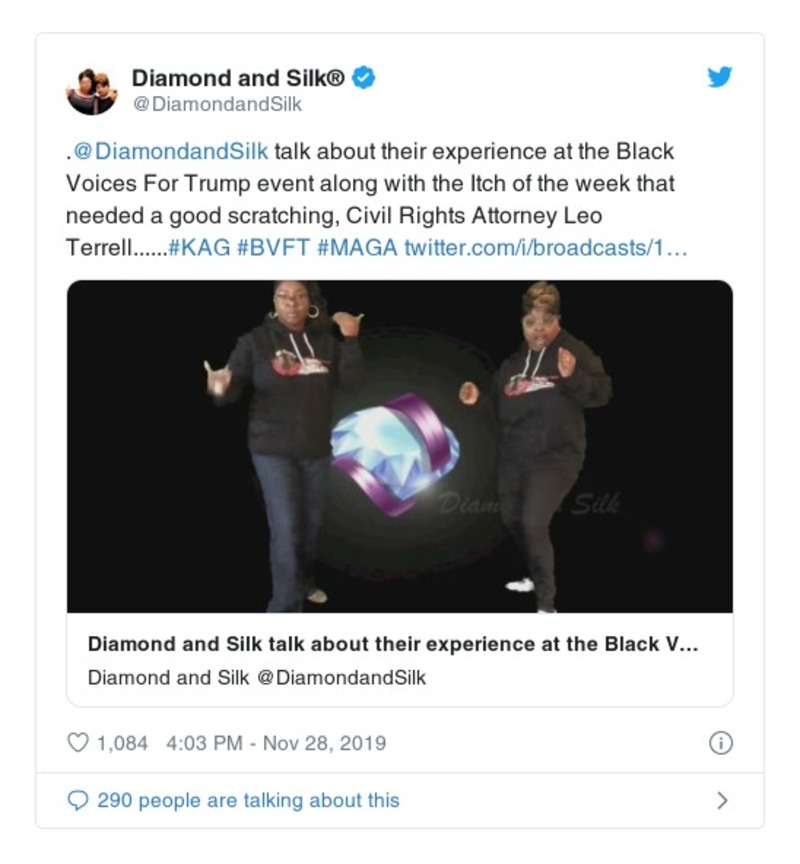 Diamond and Silk®
@DiamondandSilk
.@DiamondandSilk talk about their experience at the Black
Voices For Trump event along with the Itch of the week that
needed a good scratching, Civil Rights Attorney Leo
Terrell......#KAG #BVFT #MAGA twitter.com/i/broadcasts/1…
Diam Silk
Diamond and Silk talk about their experience at the Black V…
Diamond and Silk @DiamondandSilk
1,084 4:03 PM - Nov 28, 2019
290 people are talking about this